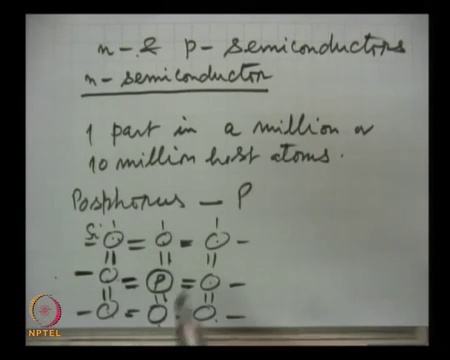 n- & p- semiconductors
n- semiconductor
1 part in a million or
10 million host atoms.
Posphorus - P
Si
P
NPTEL